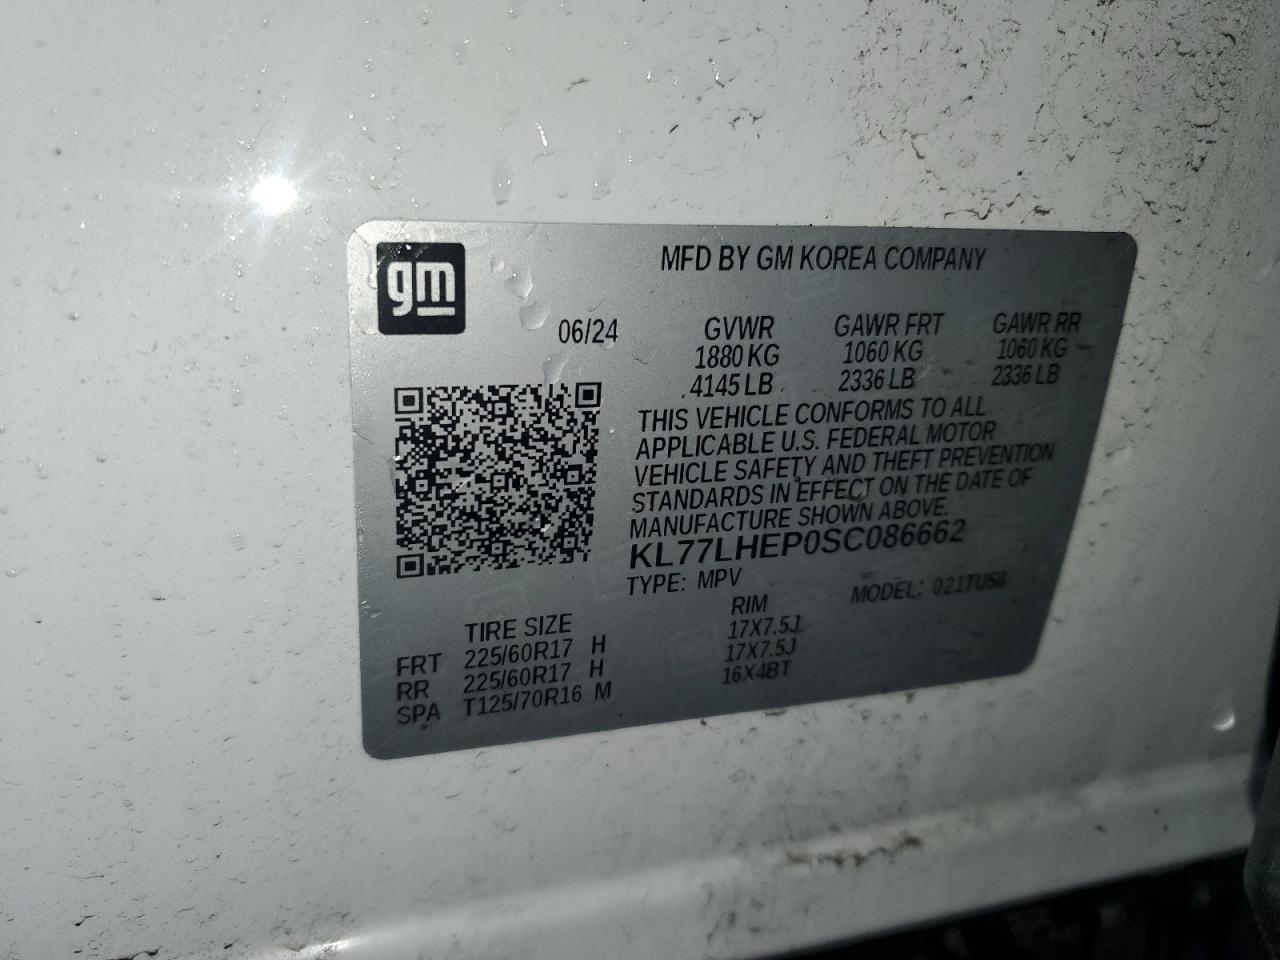 gm
MFD BY GM KOREA COMPANY
06/24 GVWR GAWR FRT GAWR RR
1880 KG 1060 KG 1060 KG
4145 LB 2336 LB 2336 LB
THIS VEHICLE CONFORMS TO ALL
APPLICABLE U.S. FEDERAL MOTOR
VEHICLE SAFETY AND THEFT PREVENTION
STANDARDS IN EFFECT ON THE DATE OF
MANUFACTURE SHOWN ABOVE.
KL77LHEP0SC086662
TYPE: MPV MODEL: 021TU58
TIRE SIZE RIM
FRT 225/60R17 H 17X7.5J
RR 225/60R17 H 17X7.5J
SPA T125/70R16 M 16X4BT